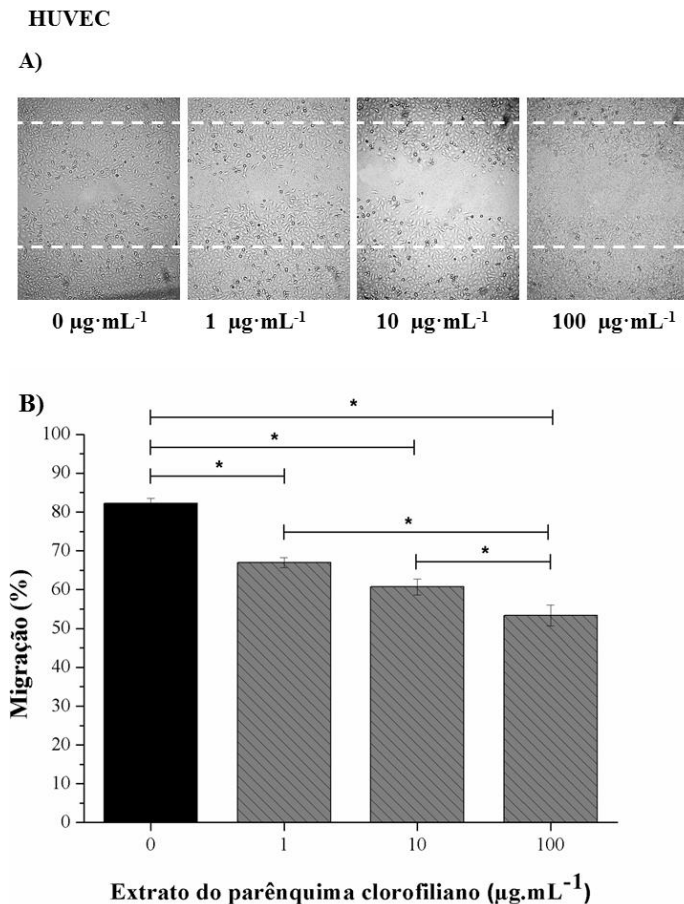 HUVEC
A)
0 µg·mL-1 1 µg·mL-1 10 µg·mL-1 100 µg·mL-1
B)
*
*
*
*
*
100
90
80
70
60
50
40
30
20
10
0
Migração (%)
0 1 10 100
Extrato do parênquima clorofiliano (µg.mL-1)